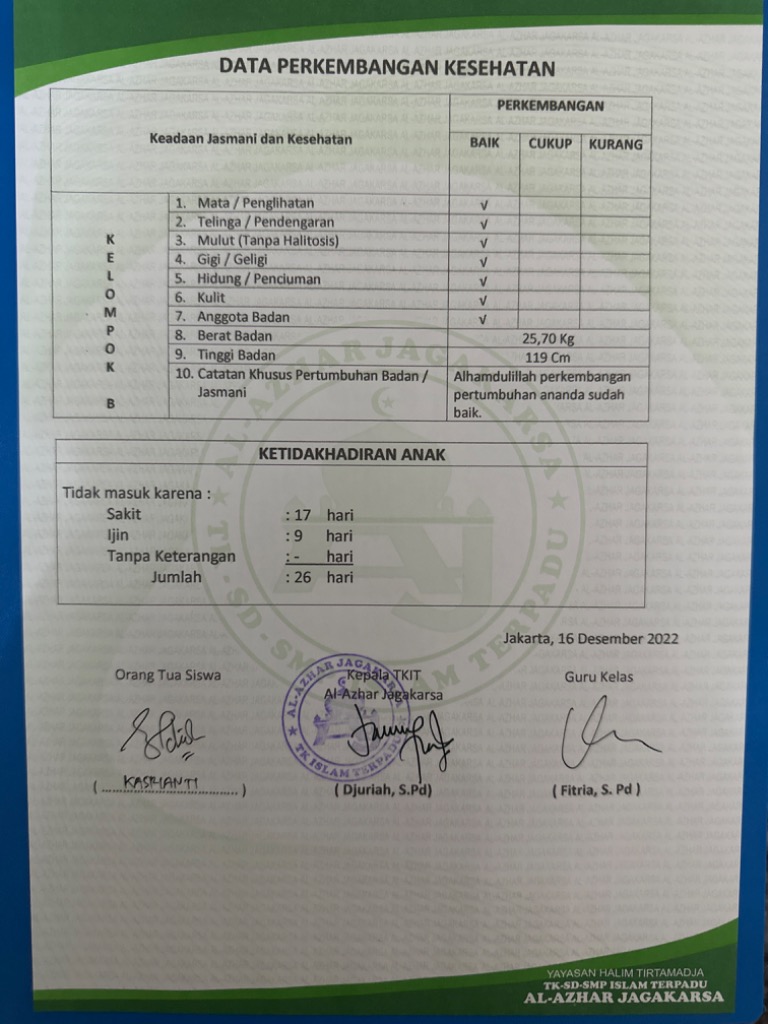 DATA PERKEMBANGAN KESEHATAN
Keadaan Jasmani dan Kesehatan
PERKEMBANGAN
BAIK CUKUP KURANG
KELOMPOK B
1. Mata / Penglihatan √
2. Telinga / Pendengaran √
3. Mulut (Tanpa Halitosis) √
4. Gigi / Geligi √
5. Hidung / Penciuman √
6. Kulit √
7. Anggota Badan √
8. Berat Badan 25,70 Kg
9. Tinggi Badan 119 Cm
10. Catatan Khusus Pertumbuhan Badan / Jasmani
Alhamdulillah perkembangan
pertumbuhan ananda sudah
baik.
KETIDAKHADIRAN ANAK
Tidak masuk karena :
Sakit : 17 hari
Ijin : 9 hari
Tanpa Keterangan : - hari
Jumlah : 26 hari
Jakarta, 16 Desember 2022
Orang Tua Siswa
Kepala TKIT
Al-Azhar Jagakarsa
Guru Kelas
AL-AZHAR JAGAKARSA
TK ISLAM TERPADU
( KASRIANTI )
( Djuriah, S.Pd)
( Fitria, S. Pd )
AL-AZHAR JAGAKARSA
TK - SD - SMP ISLAM TERPADU
YAYASAN HALIM TIRTAMADJA
TK-SD-SMP ISLAM TERPADU
AL-AZHAR JAGAKARSA